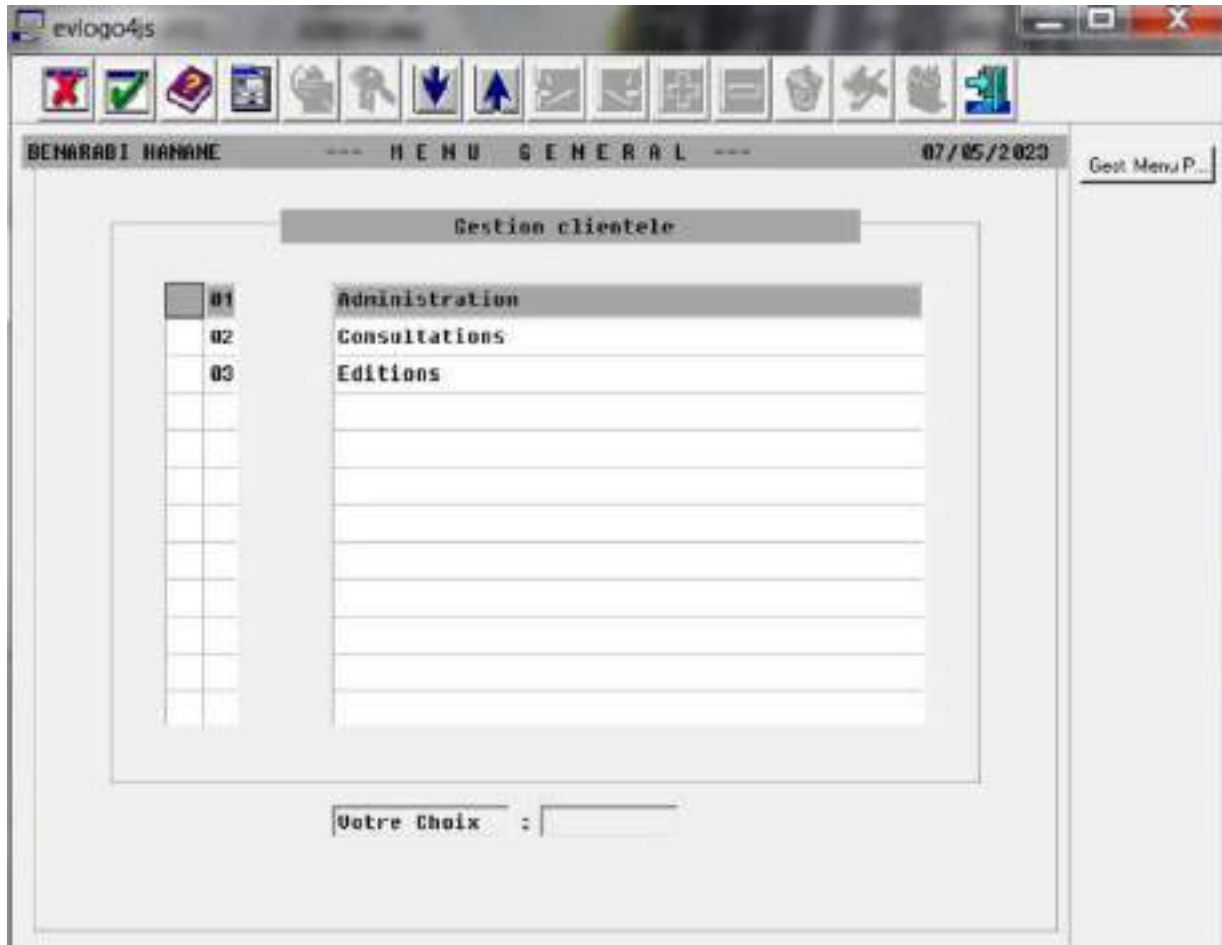 evlogo4js
BENARABI HANANE --- M E N U G E N E R A L --- 07/05/2023
Gest. Menu P...
Gestion clientele
01 Administration
02 Consultations
03 Editions
Votre Choix :